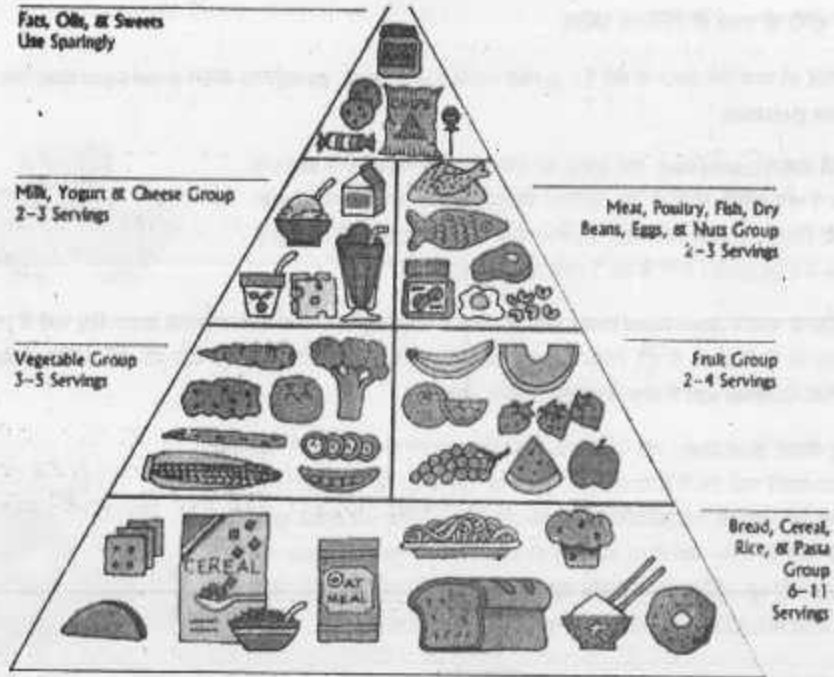 Fats, Oils, & Sweets
Use Sparingly
CHIPS
Milk, Yogurt & Cheese Group
2–3 Servings
Meat, Poultry, Fish, Dry
Beans, Eggs, & Nuts Group
2–3 Servings
Vegetable Group
3–5 Servings
Fruit Group
2–4 Servings
Bread, Cereal,
Rice, & Pasta
Group
6–11
Servings
CEREAL
OAT
MEAL